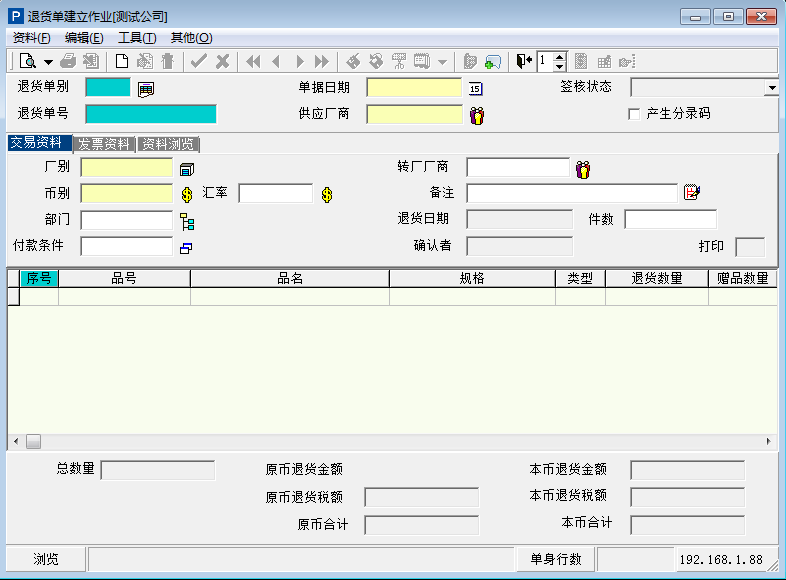 P 退货单建立作业[测试公司]
资料(F) 编辑(E) 工具(T) 其他(O)
1
退货单别 单据日期 15 签核状态
退货单号 供应厂商 产生分录码
交易资料 发票资料 资料浏览
厂别 转厂厂商
币别 $ 汇率 $ 备注
部门 退货日期 件数
付款条件 确认者 打印
序号 品号 品名 规格 类型 退货数量 赠品数量
总数量 原币退货金额 本币退货金额
原币退货税额 本币退货税额
原币合计 本币合计
浏览 单身行数 192.168.1.88